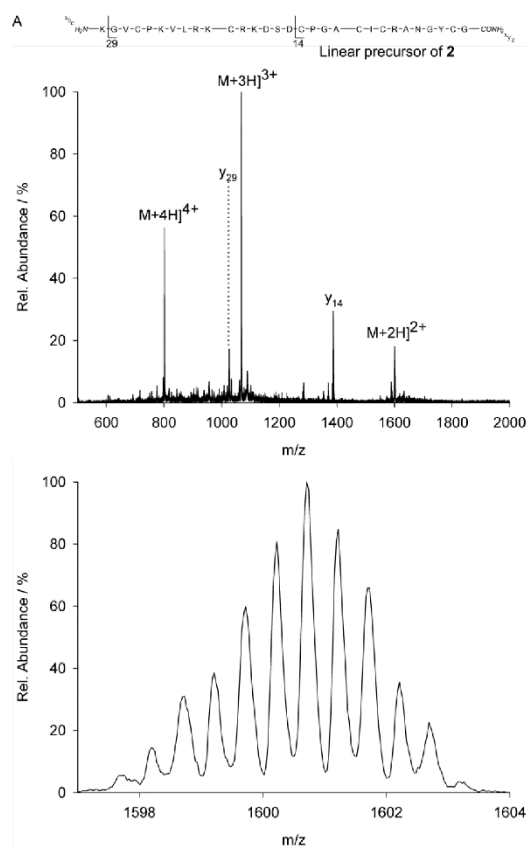 A
H₂N-K-G-V-C-P-K-V-L-R-K-C-R-K-D-S-D-C-P-G-A-C-I-C-R-A-N-G-Y-C-G-CONH₂
29 14
Linear precursor of 2
M+3H]³⁺
100
80
y₂₉
60
M+4H]⁴⁺
40
y₁₄
20
M+2H]²⁺
0
Rel. Abundance / %
600 800 1000 1200 1400 1600 1800 2000
m/z
100
80
60
40
20
0
Rel. Abundance / %
1598 1600 1602 1604
m/z